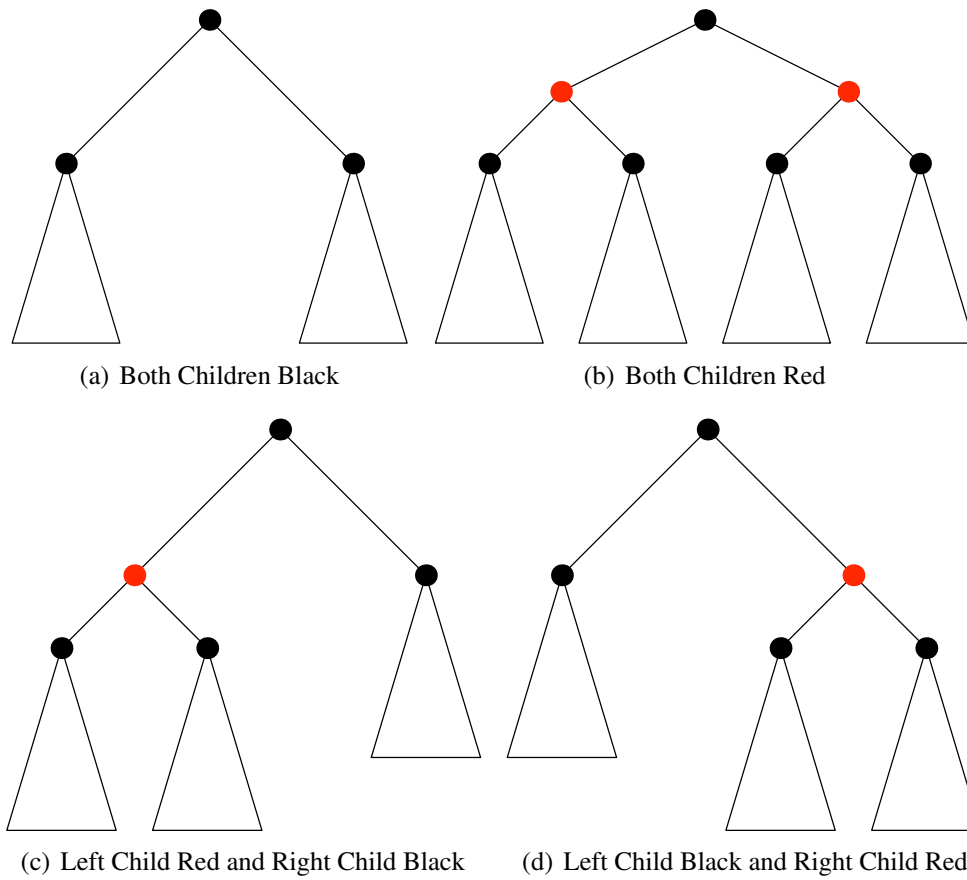 (a) Both Children Black
(b) Both Children Red
(c) Left Child Red and Right Child Black
(d) Left Child Black and Right Child Red